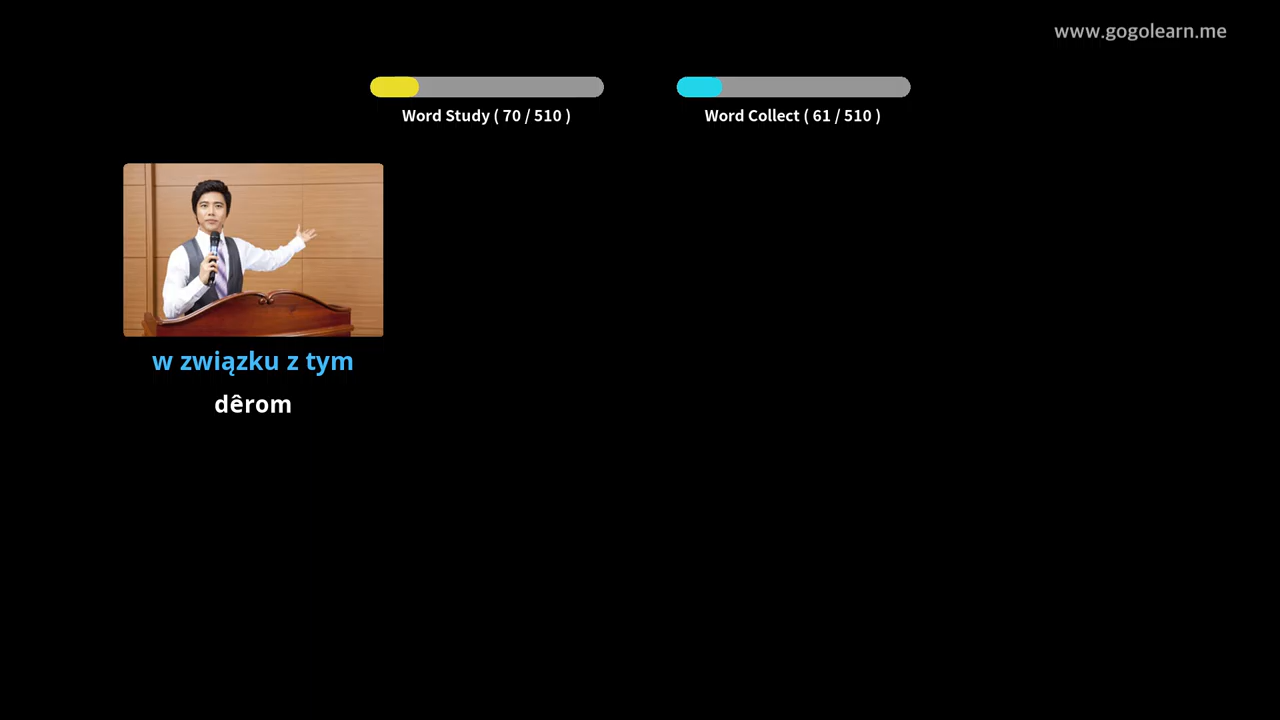 www.gogolearn.me
Word Study ( 70 / 510 )
Word Collect ( 61 / 510 )
w związku z tym
dêrom